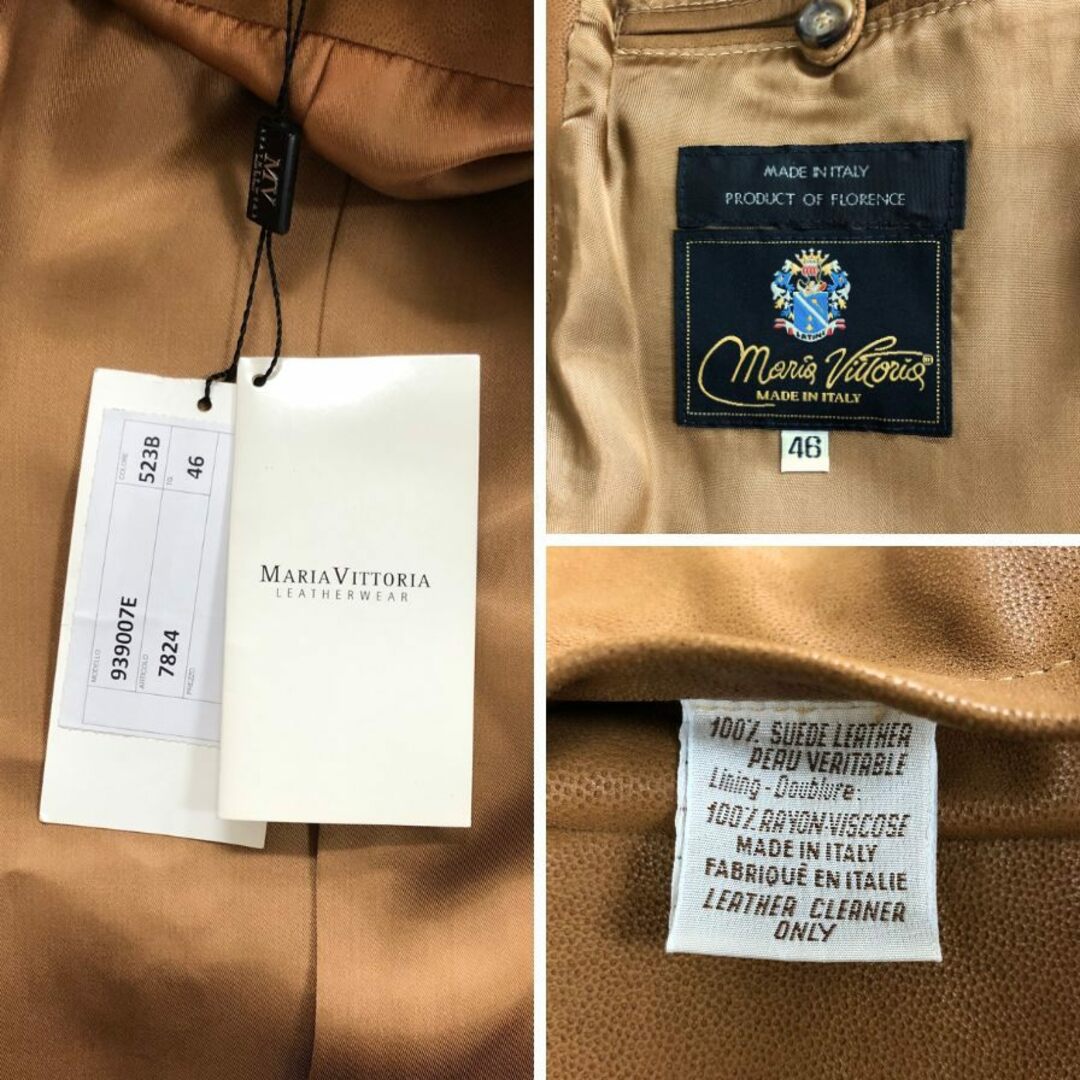 MV
COLORE
523B
TG.
46
MODELLO
939007E
ARTICOLO
7824
PREZZO
MARIA VITTORIA
LEATHERWEAR
MADE IN ITALY
PRODUCT OF FLORENCE
Maria Vittoria
MADE IN ITALY
46
100% SUEDE LEATHER
PEAU VERITABLE
Lining - Doublure:
100% RAYON-VISCOSE
MADE IN ITALY
FABRIQUÉ EN ITALIE
LEATHER CLEANER
ONLY